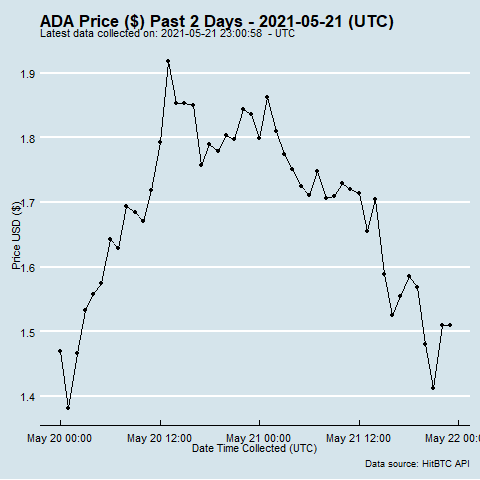 ADA Price ($) Past 2 Days - 2021-05-21 (UTC)
Latest data collected on: 2021-05-21 23:00:58 - UTC
1.9
1.8
1.7
1.6
1.5
1.4
Price USD ($)
May 20 00:00
May 20 12:00
May 21 00:00
May 21 12:00
May 22 00:0
Date Time Collected (UTC)
Data source: HitBTC API